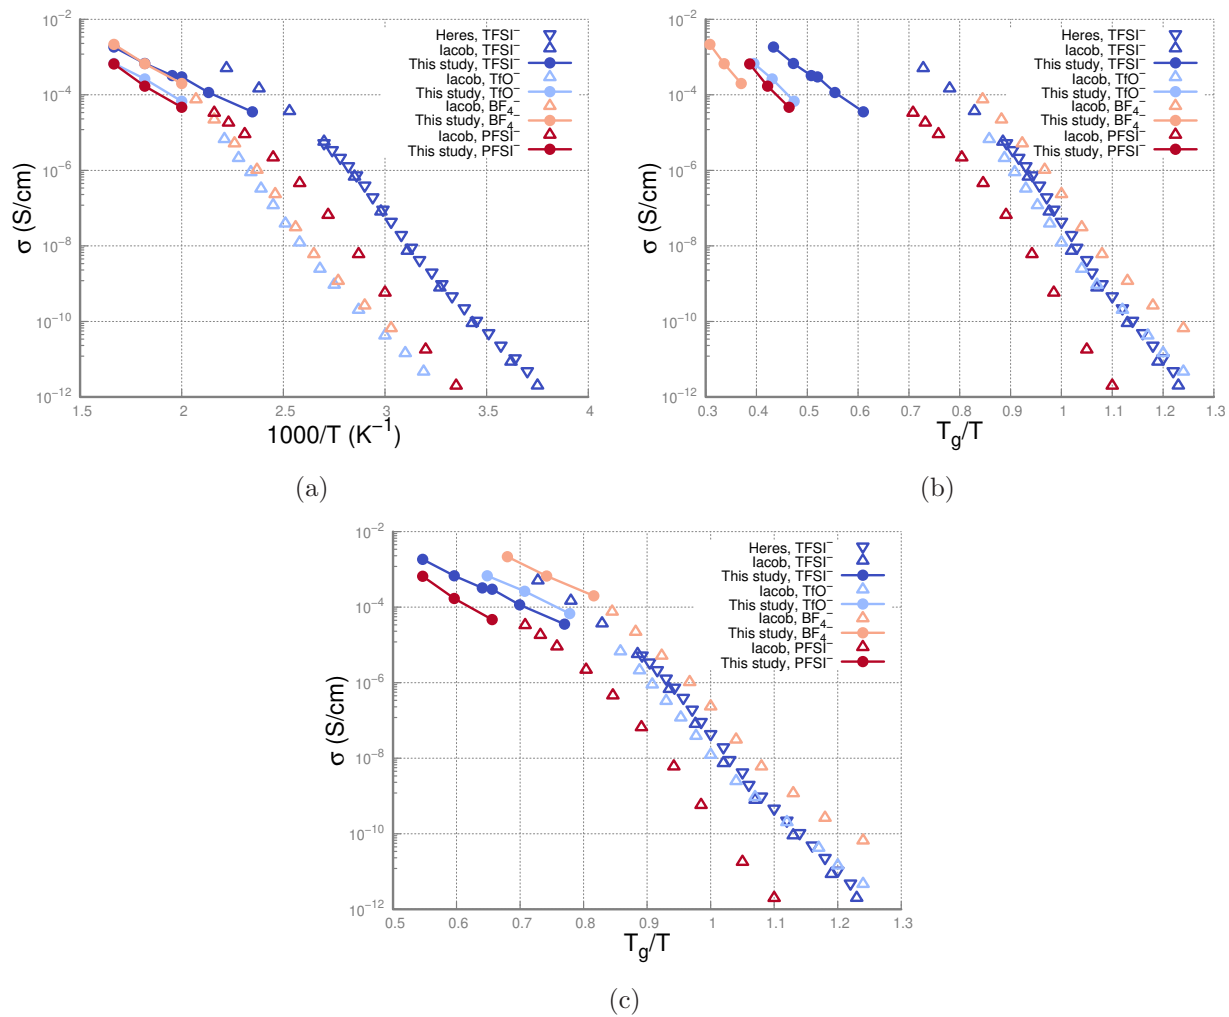 10⁻²
10⁻⁴
10⁻⁶
10⁻⁸
10⁻¹⁰
10⁻¹²
σ (S/cm)
Heres, TFSI⁻
Iacob, TFSI⁻
This study, TFSI⁻
Iacob, TfO⁻
This study, TfO⁻
Iacob, BF₄⁻
This study, BF₄⁻
Iacob, PFSI⁻
This study, PFSI⁻
1.5 2 2.5 3 3.5 4
1000/T (K⁻¹)
(a)
10⁻²
10⁻⁴
10⁻⁶
10⁻⁸
10⁻¹⁰
10⁻¹²
σ (S/cm)
Heres, TFSI⁻
Iacob, TFSI⁻
This study, TFSI⁻
Iacob, TfO⁻
This study, TfO⁻
Iacob, BF₄⁻
This study, BF₄⁻
Iacob, PFSI⁻
This study, PFSI⁻
0.3 0.4 0.5 0.6 0.7 0.8 0.9 1 1.1 1.2 1.3
T_g/T
(b)
10⁻²
10⁻⁴
10⁻⁶
10⁻⁸
10⁻¹⁰
10⁻¹²
σ (S/cm)
Heres, TFSI⁻
Iacob, TFSI⁻
This study, TFSI⁻
Iacob, TfO⁻
This study, TfO⁻
Iacob, BF₄⁻
This study, BF₄⁻
Iacob, PFSI⁻
This study, PFSI⁻
0.5 0.6 0.7 0.8 0.9 1 1.1 1.2 1.3
T_g/T
(c)